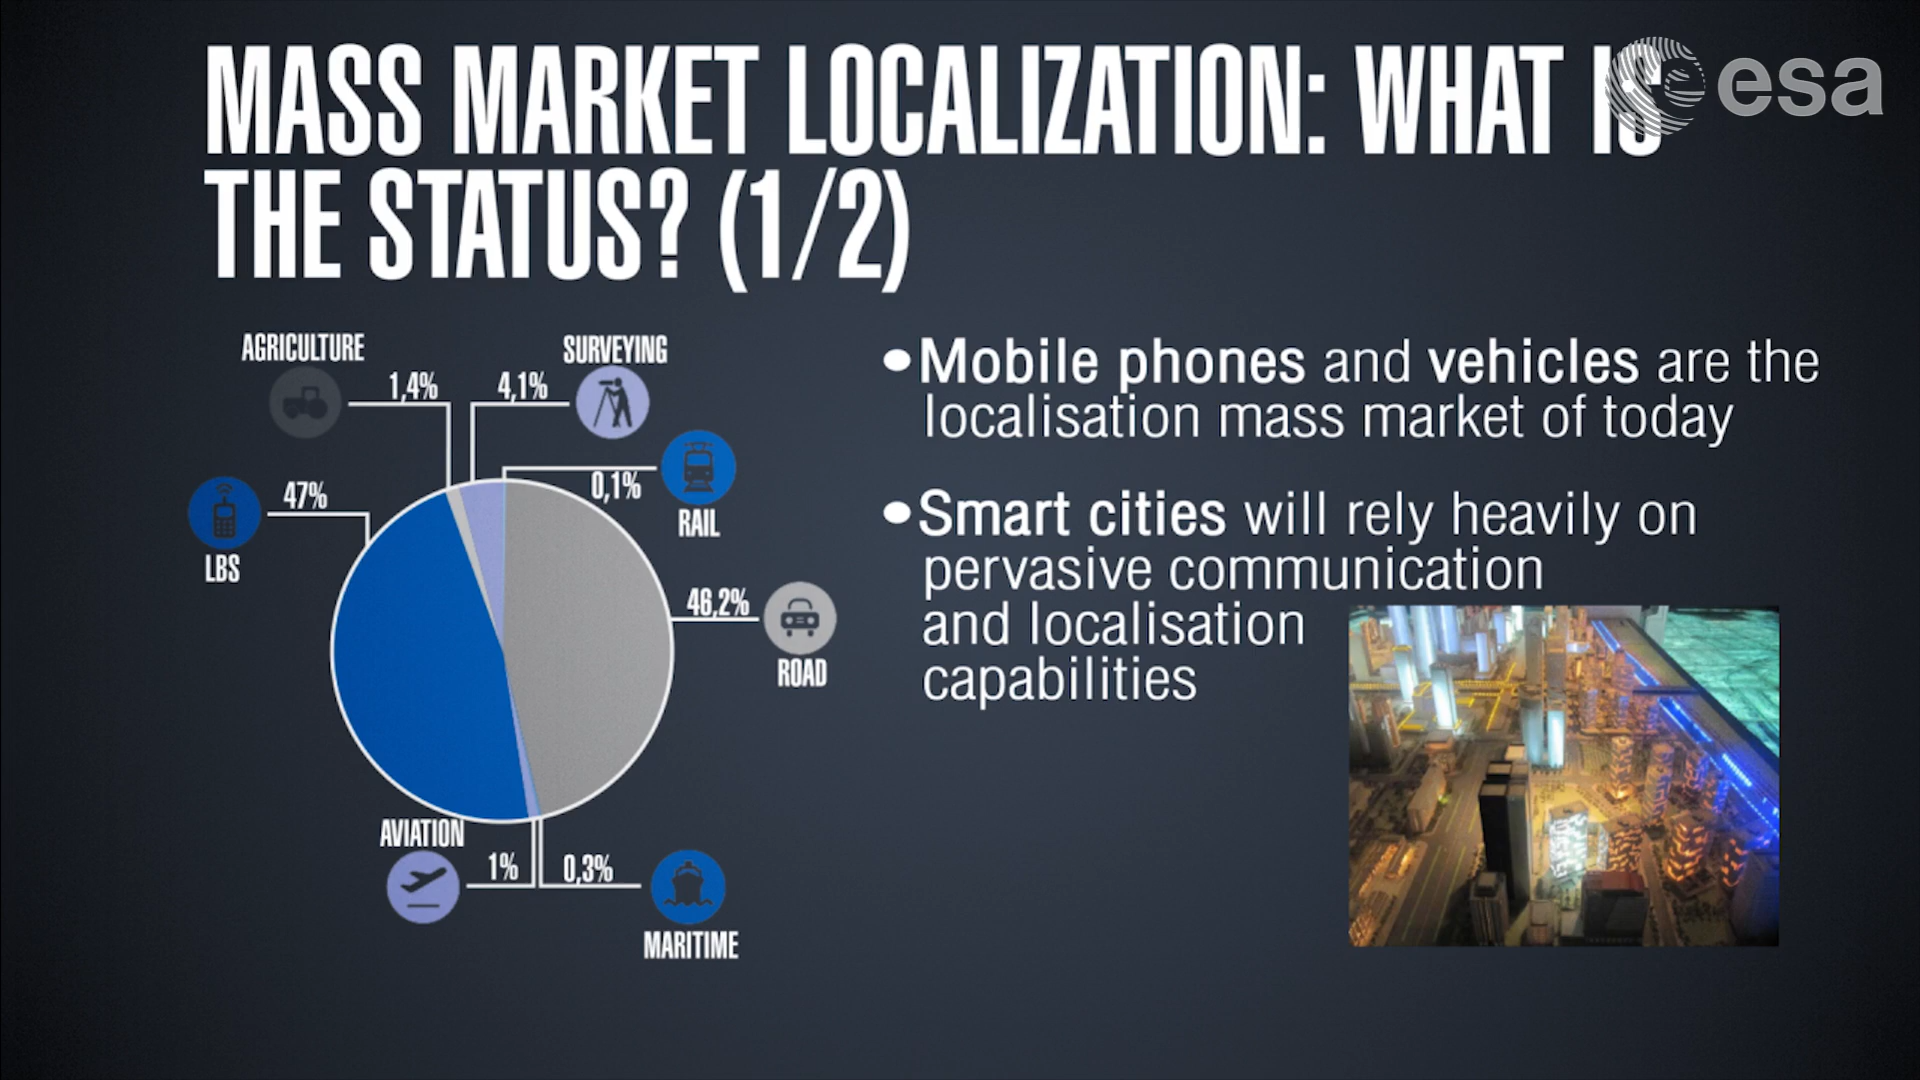 MASS MARKET LOCALIZATION: WHAT IS
THE STATUS? (1/2)
esa
AGRICULTURE
1,4%
SURVEYING
4,1%
RAIL
0,1%
LBS
47%
ROAD
46,2%
AVIATION
1%
MARITIME
0,3%
•Mobile phones and vehicles are the
localisation mass market of today
•Smart cities will rely heavily on
pervasive communication
and localisation
capabilities